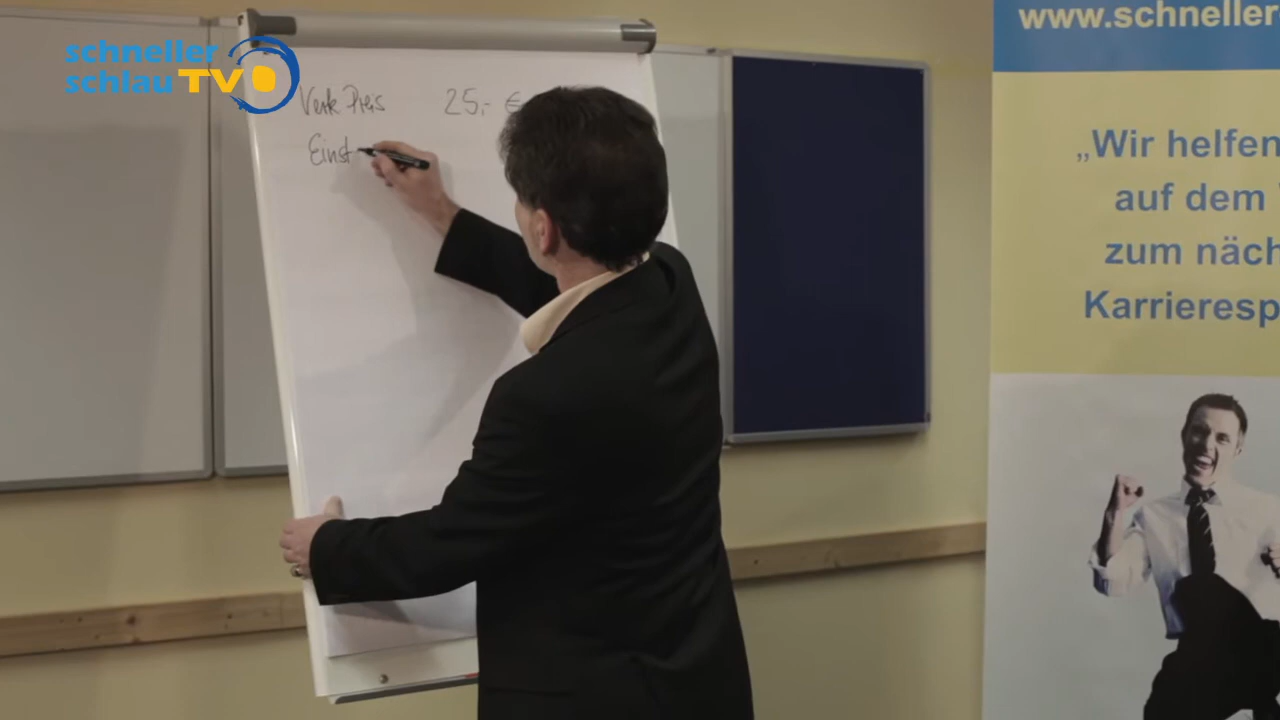 schneller
schlau TV
Verk Preis 25,- €
Einst
www.schneller
„Wir helfen
auf dem
zum näch
Karrieresp